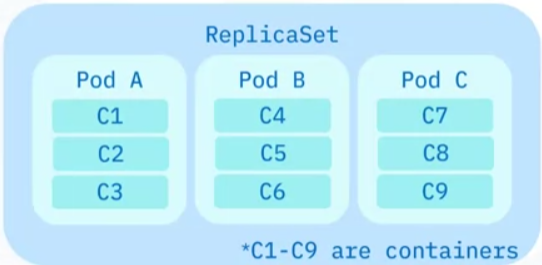 ReplicaSet
Pod A
C1
C2
C3
Pod B
C4
C5
C6
Pod C
C7
C8
C9
*C1-C9 are containers